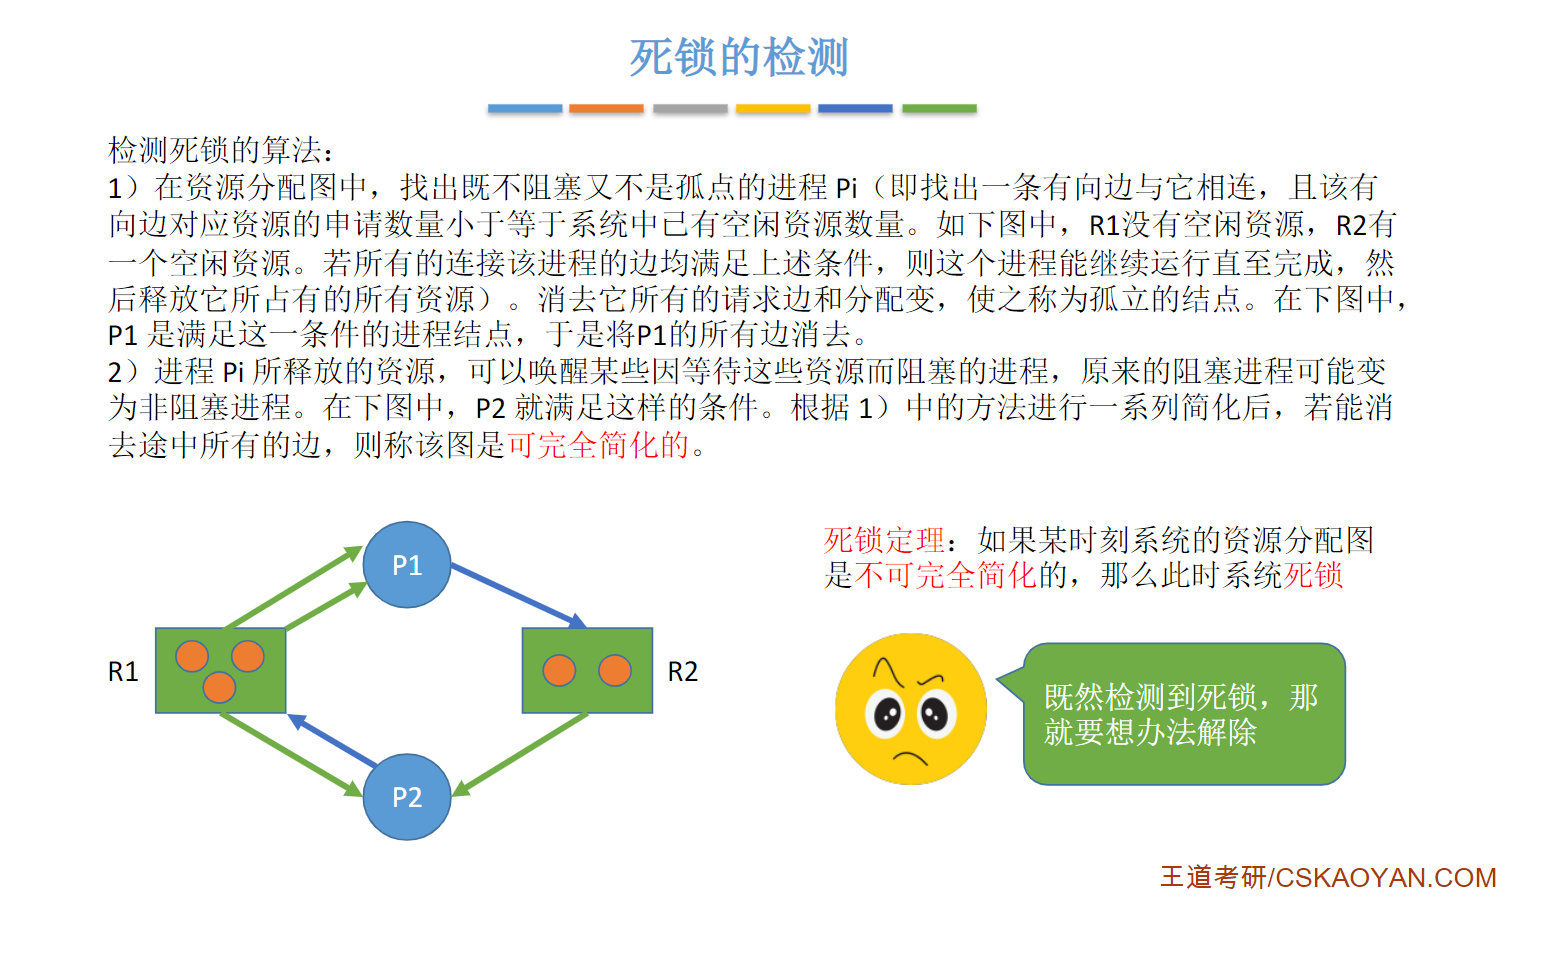 死锁的检测
检测死锁的算法：
1）在资源分配图中，找出既不阻塞又不是孤点的进程 Pi（即找出一条有向边与它相连，且该有
向边对应资源的申请数量小于等于系统中已有空闲资源数量。如下图中，R1没有空闲资源，R2有
一个空闲资源。若所有的连接该进程的边均满足上述条件，则这个进程能继续运行直至完成，然
后释放它所占有的所有资源）。消去它所有的请求边和分配变，使之称为孤立的结点。在下图中，
P1 是满足这一条件的进程结点，于是将P1的所有边消去。
2）进程 Pi 所释放的资源，可以唤醒某些因等待这些资源而阻塞的进程，原来的阻塞进程可能变
为非阻塞进程。在下图中，P2 就满足这样的条件。根据 1）中的方法进行一系列简化后，若能消
去途中所有的边，则称该图是可完全简化的。
死锁定理：如果某时刻系统的资源分配图
是不可完全简化的，那么此时系统死锁
P1
R1
R2
P2
既然检测到死锁，那
就要想办法解除
王道考研/CSKAOYAN.COM